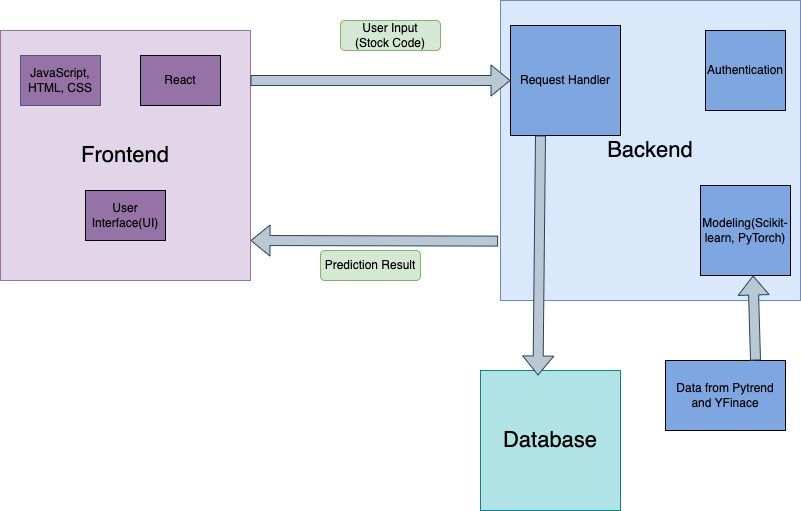 User Input
(Stock Code)
JavaScript,
HTML, CSS
React
Request Handler
Authentication
Frontend
Backend
User
Interface(UI)
Modeling(Scikit-
learn, PyTorch)
Prediction Result
Data from Pytrend
and YFinace
Database